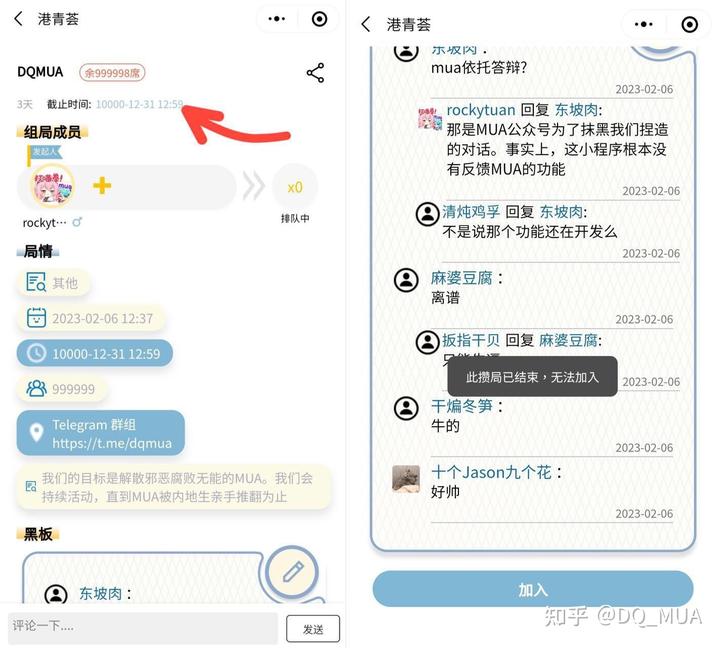 港青荟
DQMUA
余999998席
3天
截止时间: 10000-12-31 12:59
组局成员
发起人
rockyt···
x0
排队中
局情
其他
2023-02-06 12:37
10000-12-31 12:59
999999
Telegram 群组
https://t.me/dqmua
我们的目标是解散邪恶腐败无能的MUA。我们会
持续活动，直到MUA被内地生亲手推翻为止
黑板
东坡肉：
评论一下....
发送
港青荟
东坡肉：
mua依托答辩?
2023-02-06
rockytuan 回复 东坡肉:
那是MUA公众号为了抹黑我们捏造
的对话。事实上，这小程序根本没
有反馈MUA的功能
2023-02-06
清炖鸡孚 回复 东坡肉:
不是说那个功能还在开发么
2023-02-06
麻婆豆腐：
离谱
2023-02-06
扳指干贝 回复 麻婆豆腐:
此攒局已结束，无法加入
2023-02-06
干煸冬笋：
牛的
2023-02-06
十个Jason九个花：
好帅
2023-02-06
加入
知乎 @DQ_MUA